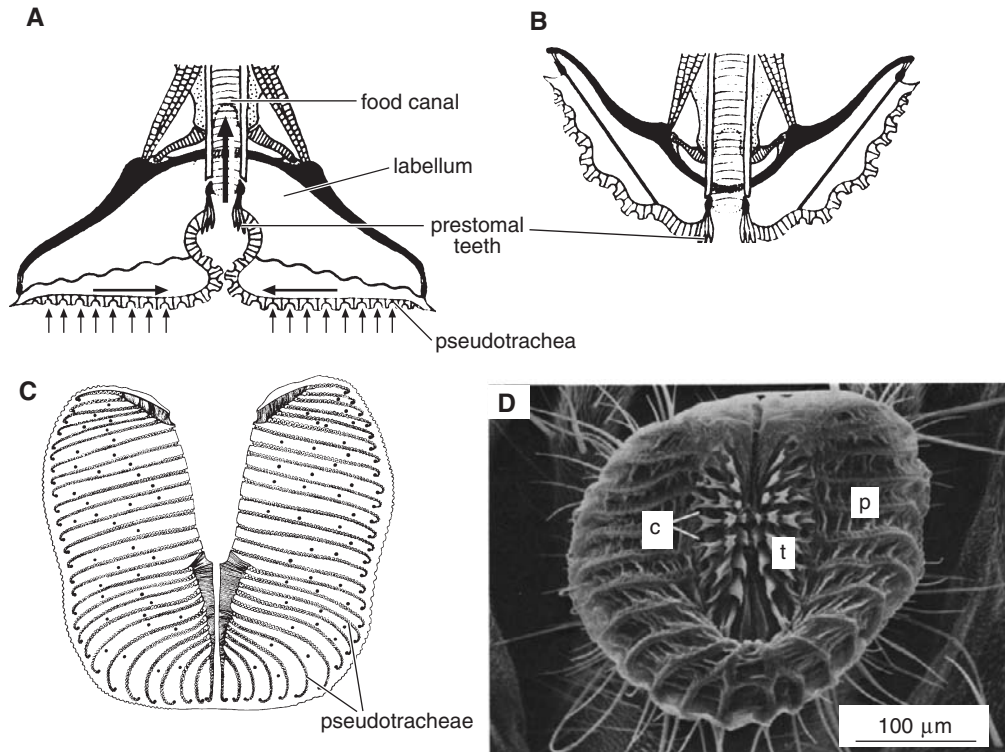 A
food canal
labellum
prestomal
teeth
pseudotrachea
B
C
pseudotracheae
D
c
p
t
100 μm